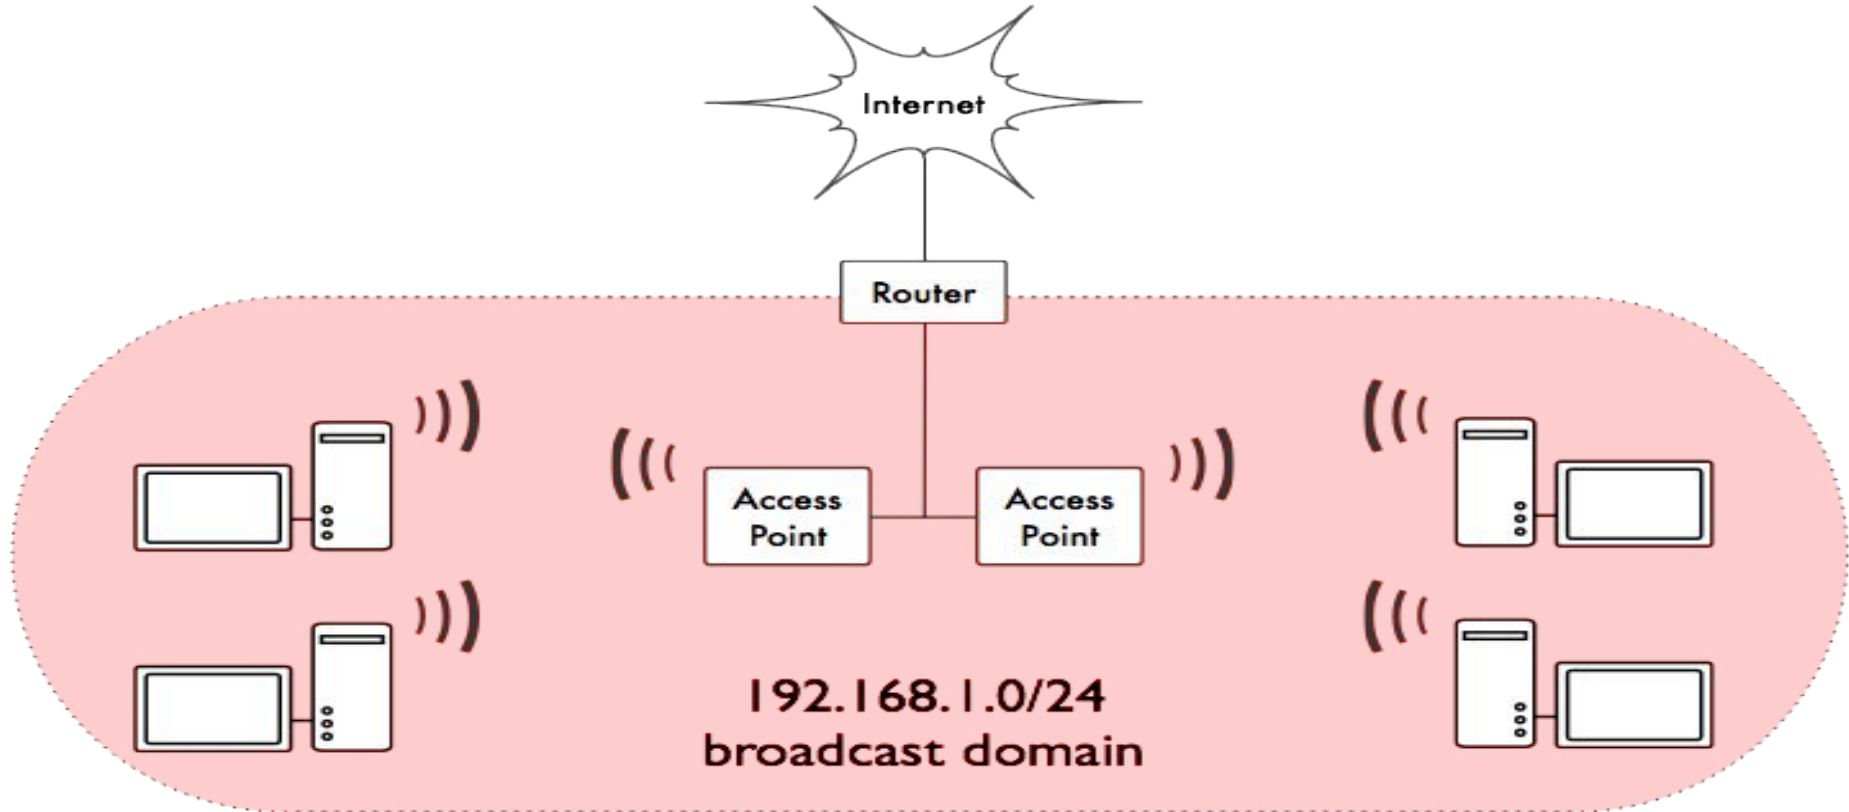 Internet
Router
Access
Point
Access
Point
192.168.1.0/24
broadcast domain